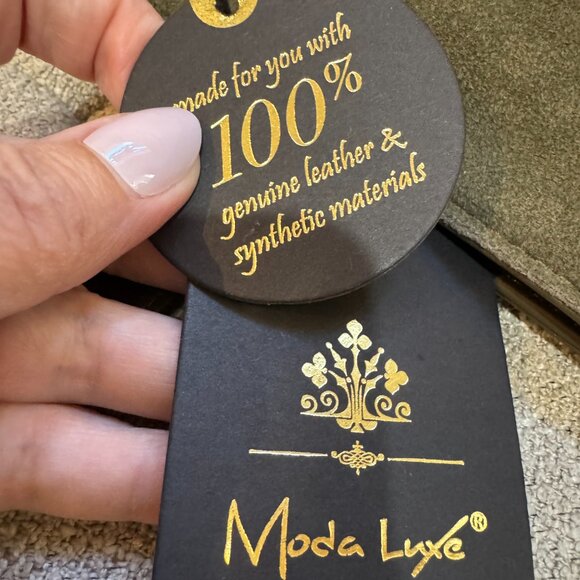 made for you with
100%
genuine leather &
synthetic materials
Moda Luxe®